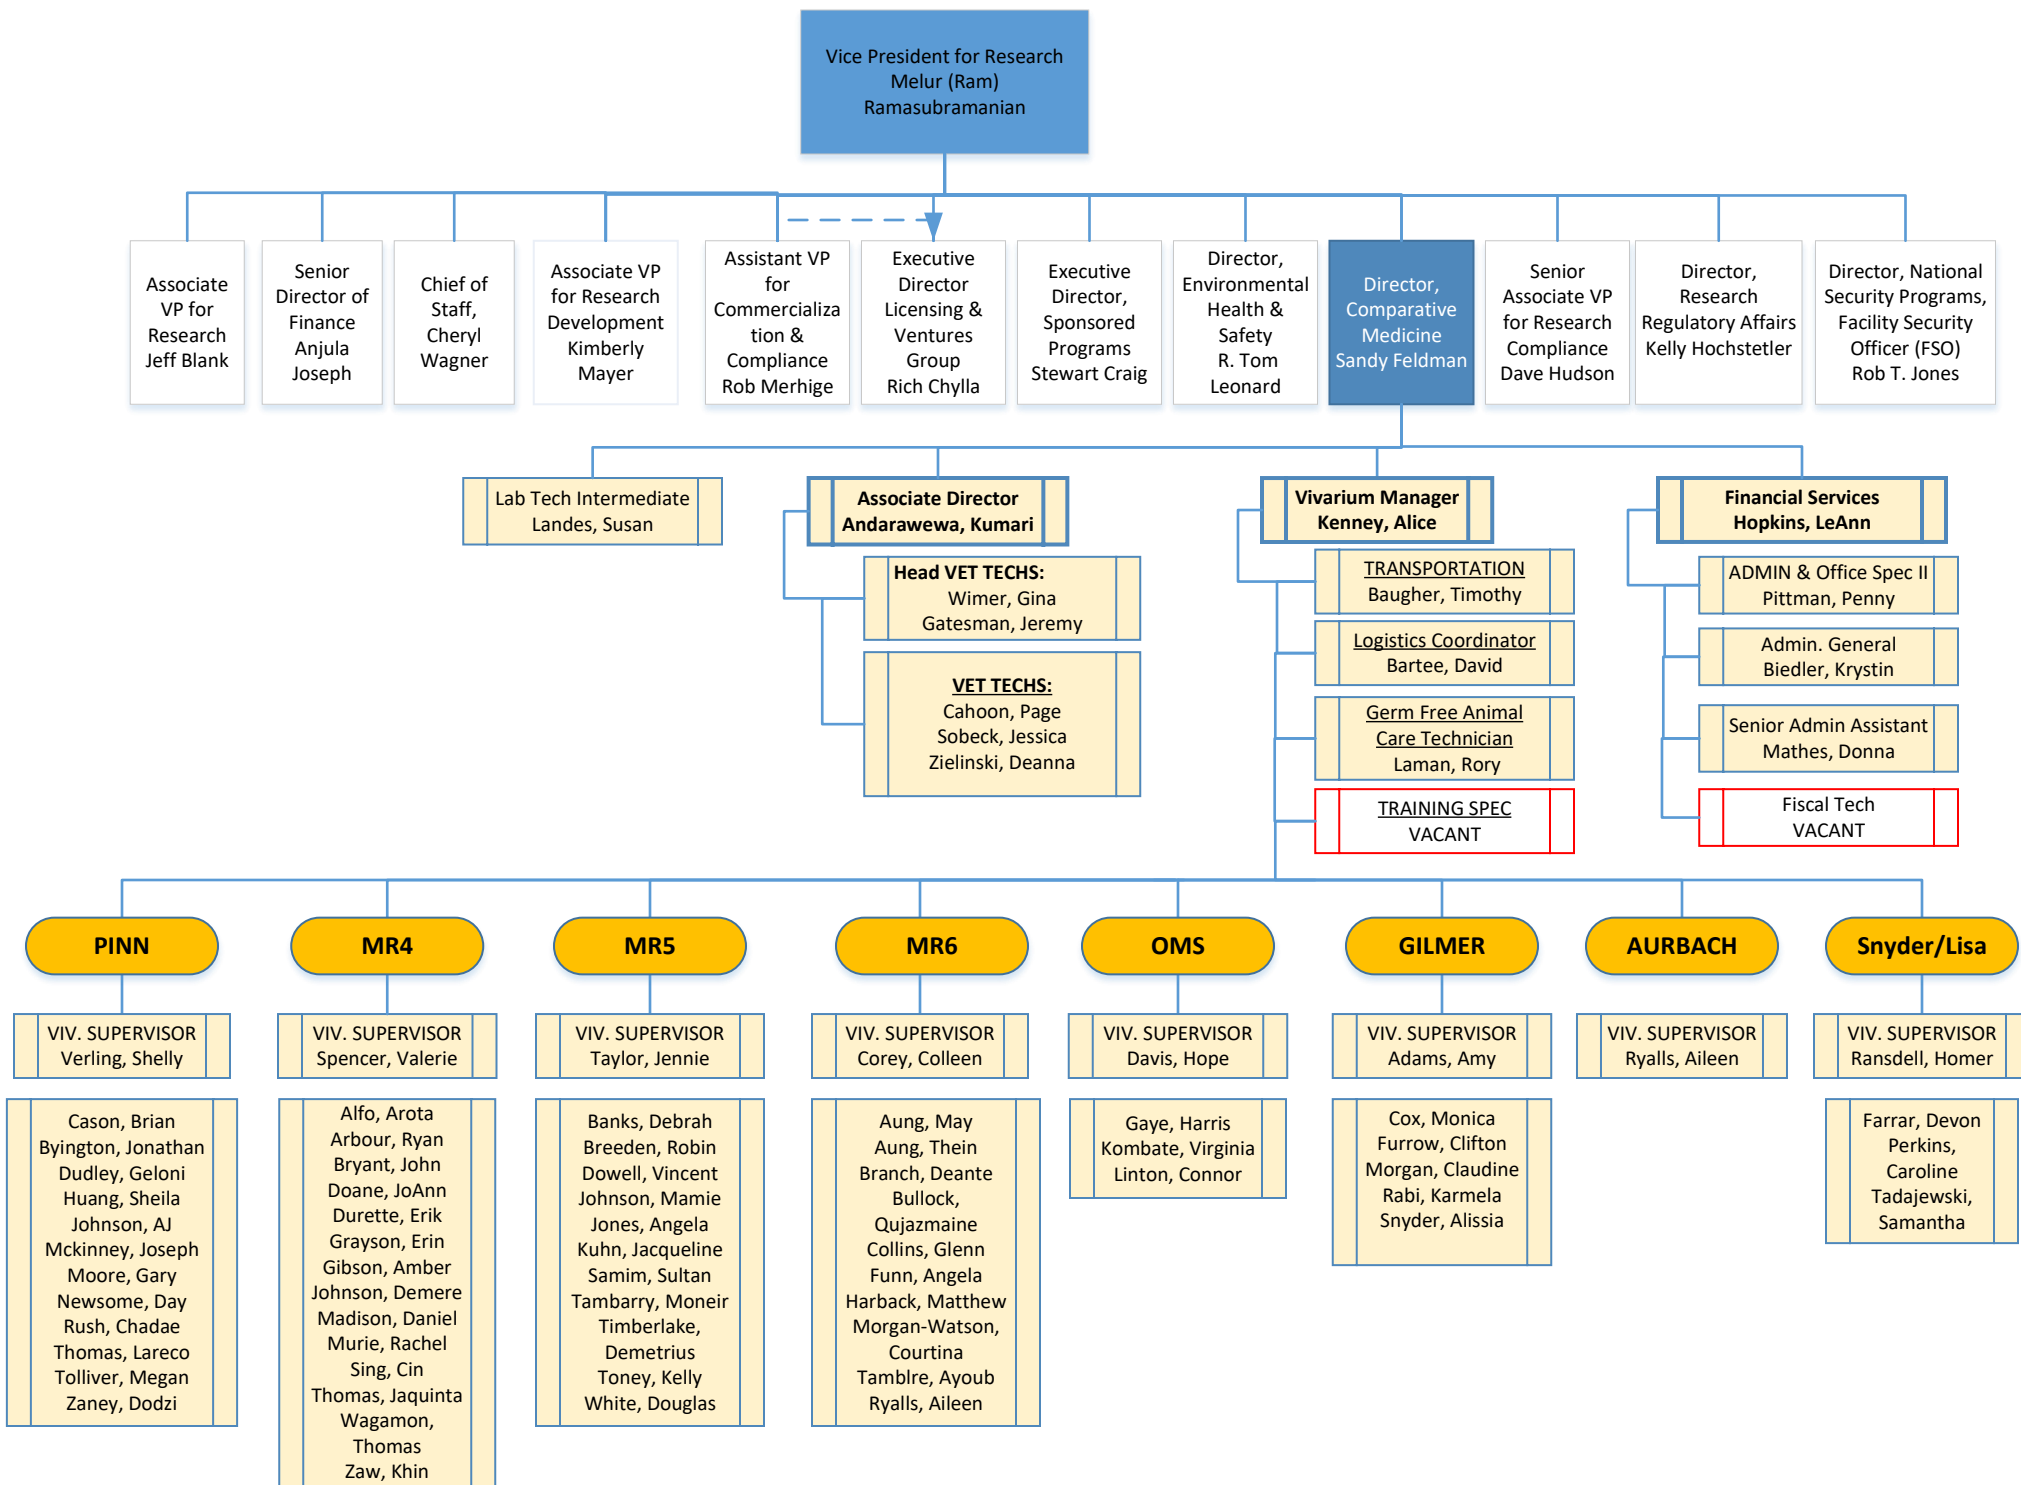 Vice President for Research
Melur (Ram)
Ramasubramanian
Associate
VP for
Research
Jeff Blank
Senior
Director of
Finance
Anjula
Joseph
Chief of
Staff,
Cheryl
Wagner
Associate VP
for Research
Development
Kimberly
Mayer
Assistant VP
for
Commercializa
tion &
Compliance
Rob Merhige
Executive
Director
Licensing &
Ventures
Group
Rich Chylla
Executive
Director,
Sponsored
Programs
Stewart Craig
Director,
Environmental
Health &
Safety
R. Tom
Leonard
Director,
Comparative
Medicine
Sandy Feldman
Senior
Associate VP
for Research
Compliance
Dave Hudson
Director,
Research
Regulatory Affairs
Kelly Hochstetler
Director, National
Security Programs,
Facility Security
Officer (FSO)
Rob T. Jones
Lab Tech Intermediate
Landes, Susan
Associate Director
Andarawewa, Kumari
Head VET TECHS:
Wimer, Gina
Gatesman, Jeremy
VET TECHS:
Cahoon, Page
Sobeck, Jessica
Zielinski, Deanna
Vivarium Manager
Kenney, Alice
TRANSPORTATION
Baugher, Timothy
Logistics Coordinator
Bartee, David
Germ Free Animal
Care Technician
Laman, Rory
TRAINING SPEC
VACANT
Financial Services
Hopkins, LeAnn
ADMIN & Office Spec II
Pittman, Penny
Admin. General
Biedler, Krystin
Senior Admin Assistant
Mathes, Donna
Fiscal Tech
VACANT
PINN
VIV. SUPERVISOR
Verling, Shelly
Cason, Brian
Byington, Jonathan
Dudley, Geloni
Huang, Sheila
Johnson, AJ
Mckinney, Joseph
Moore, Gary
Newsome, Day
Rush, Chadae
Thomas, Lareco
Tolliver, Megan
Zaney, Dodzi
MR4
VIV. SUPERVISOR
Spencer, Valerie
Alfo, Arota
Arbour, Ryan
Bryant, John
Doane, JoAnn
Durette, Erik
Grayson, Erin
Gibson, Amber
Johnson, Demere
Madison, Daniel
Murie, Rachel
Sing, Cin
Thomas, Jaquinta
Wagamon,
Thomas
Zaw, Khin
MR5
VIV. SUPERVISOR
Taylor, Jennie
Banks, Debrah
Breeden, Robin
Dowell, Vincent
Johnson, Mamie
Jones, Angela
Kuhn, Jacqueline
Samim, Sultan
Tambarry, Moneir
Timberlake,
Demetrius
Toney, Kelly
White, Douglas
MR6
VIV. SUPERVISOR
Corey, Colleen
Aung, May
Aung, Thein
Branch, Deante
Bullock,
Qujazmaine
Collins, Glenn
Funn, Angela
Harback, Matthew
Morgan-Watson,
Courtina
Tamblre, Ayoub
Ryalls, Aileen
OMS
VIV. SUPERVISOR
Davis, Hope
Gaye, Harris
Kombate, Virginia
Linton, Connor
GILMER
VIV. SUPERVISOR
Adams, Amy
Cox, Monica
Furrow, Clifton
Morgan, Claudine
Rabi, Karmela
Snyder, Alissia
AURBACH
VIV. SUPERVISOR
Ryalls, Aileen
Snyder/Lisa
VIV. SUPERVISOR
Ransdell, Homer
Farrar, Devon
Perkins,
Caroline
Tadajewski,
Samantha